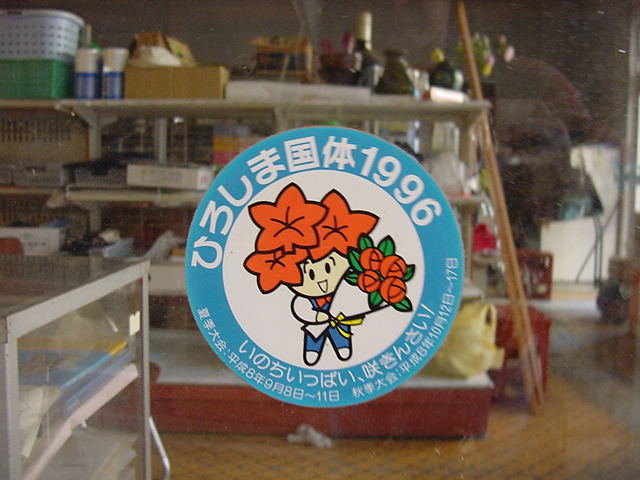 ひろしま国体1996
いのちいっぱい、咲きんさい！
夏季大会：平成8年9月8日～11日 秋季大会：平成8年10月12日～17日